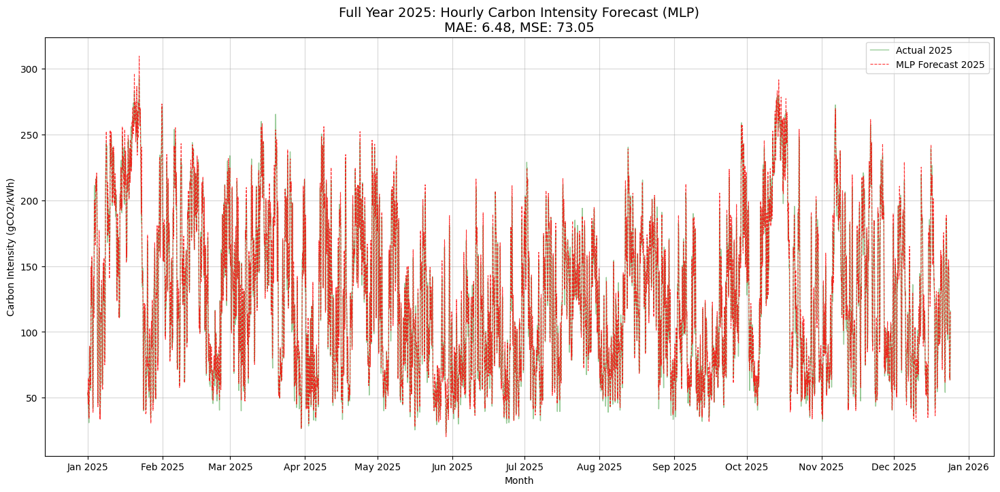 Full Year 2025: Hourly Carbon Intensity Forecast (MLP)
MAE: 6.48, MSE: 73.05
Actual 2025
MLP Forecast 2025
Carbon Intensity (gCO2/kWh)
300
250
200
150
100
50
Jan 2025 Feb 2025 Mar 2025 Apr 2025 May 2025 Jun 2025 Jul 2025 Aug 2025 Sep 2025 Oct 2025 Nov 2025 Dec 2025 Jan 2026
Month